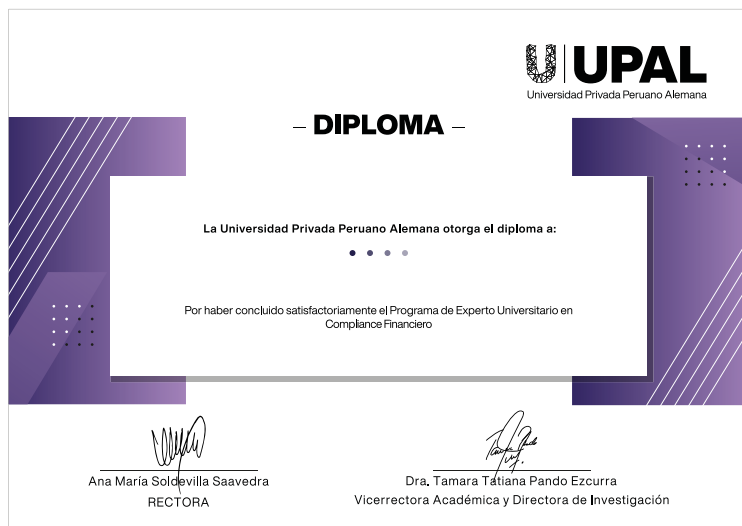 UPAL
Universidad Privada Peruano Alemana
– DIPLOMA –
La Universidad Privada Peruano Alemana otorga el diploma a:
Por haber concluido satisfactoriamente el Programa de Experto Universitario en
Compliance Financiero
Ana María Soldevilla Saavedra
RECTORA
Dra. Tamara Tatiana Pando Ezcurra
Vicerrectora Académica y Directora de Investigación